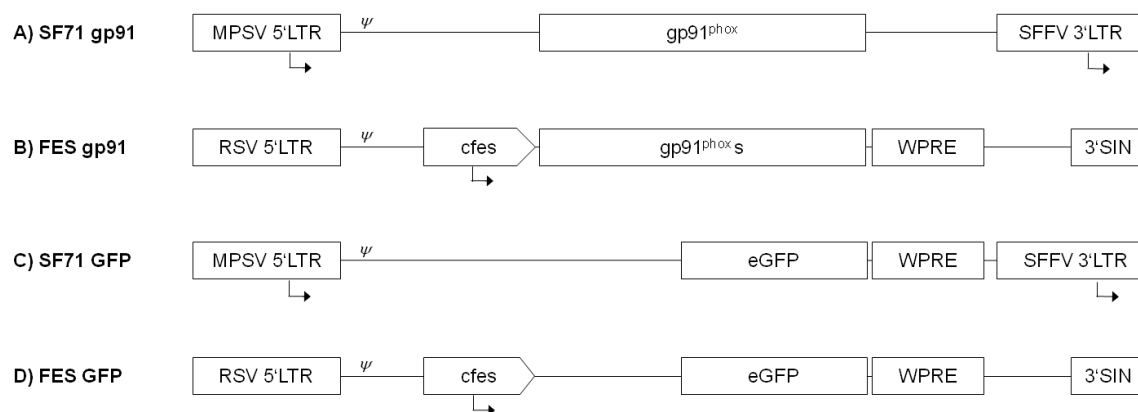 A) SF71 gp91 MPSV 5‘LTR ψ gp91phox SFFV 3‘LTR
B) FES gp91 RSV 5‘LTR ψ cfes gp91phox s WPRE 3‘SIN
C) SF71 GFP MPSV 5‘LTR ψ eGFP WPRE SFFV 3‘LTR
D) FES GFP RSV 5‘LTR ψ cfes eGFP WPRE 3‘SIN